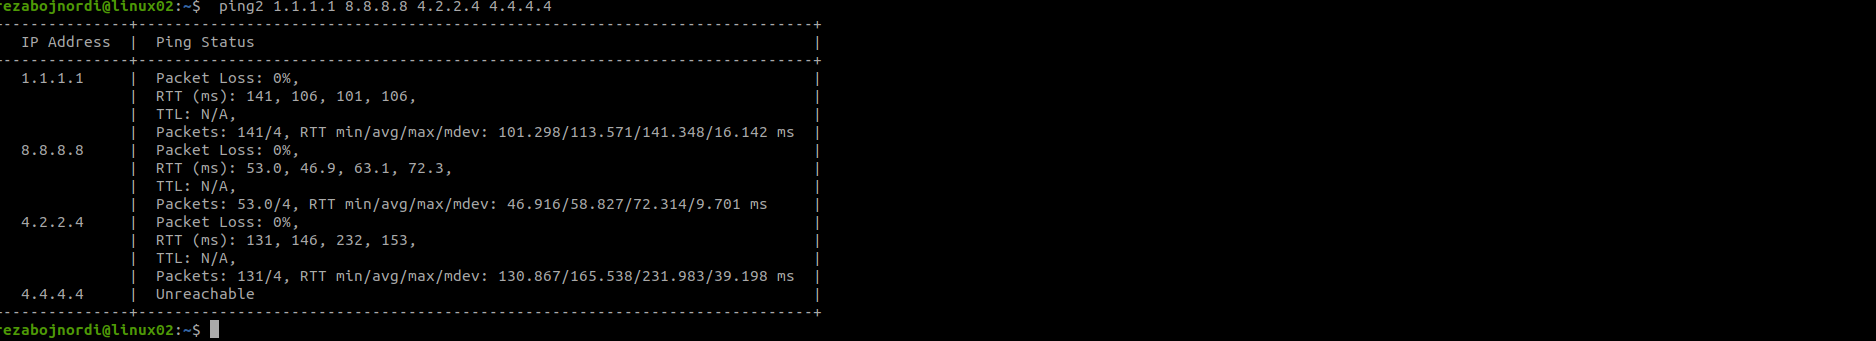 rezabojnordi@linux02:~$  ping2 1.1.1.1 8.8.8.8 4.2.2.4 4.4.4.4
---------------+---------------------------------------------------------------------------+
  IP Address  |  Ping Status                                                              |
---------------+---------------------------------------------------------------------------+
  1.1.1.1     |  Packet Loss: 0%,                                                         |
              |  RTT (ms): 141, 106, 101, 106,                                            |
              |  TTL: N/A,                                                                |
              |  Packets: 141/4, RTT min/avg/max/mdev: 101.298/113.571/141.348/16.142 ms  |
  8.8.8.8     |  Packet Loss: 0%,                                                         |
              |  RTT (ms): 53.0, 46.9, 63.1, 72.3,                                        |
              |  TTL: N/A,                                                                |
              |  Packets: 53.0/4, RTT min/avg/max/mdev: 46.916/58.827/72.314/9.701 ms     |
  4.2.2.4     |  Packet Loss: 0%,                                                         |
              |  RTT (ms): 131, 146, 232, 153,                                            |
              |  TTL: N/A,                                                                |
              |  Packets: 131/4, RTT min/avg/max/mdev: 130.867/165.538/231.983/39.198 ms  |
  4.4.4.4     |  Unreachable                                                              |
---------------+---------------------------------------------------------------------------+
rezabojnordi@linux02:~$